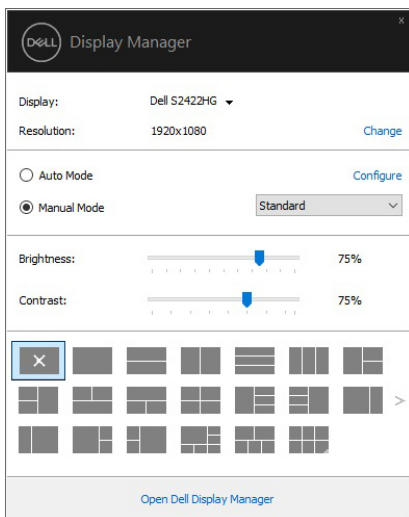 x
DELL Display Manager
Display: Dell S2422HG
Resolution: 1920x1080 Change
Auto Mode Configure
Manual Mode Standard
Brightness: 75%
Contrast: 75%
Open Dell Display Manager